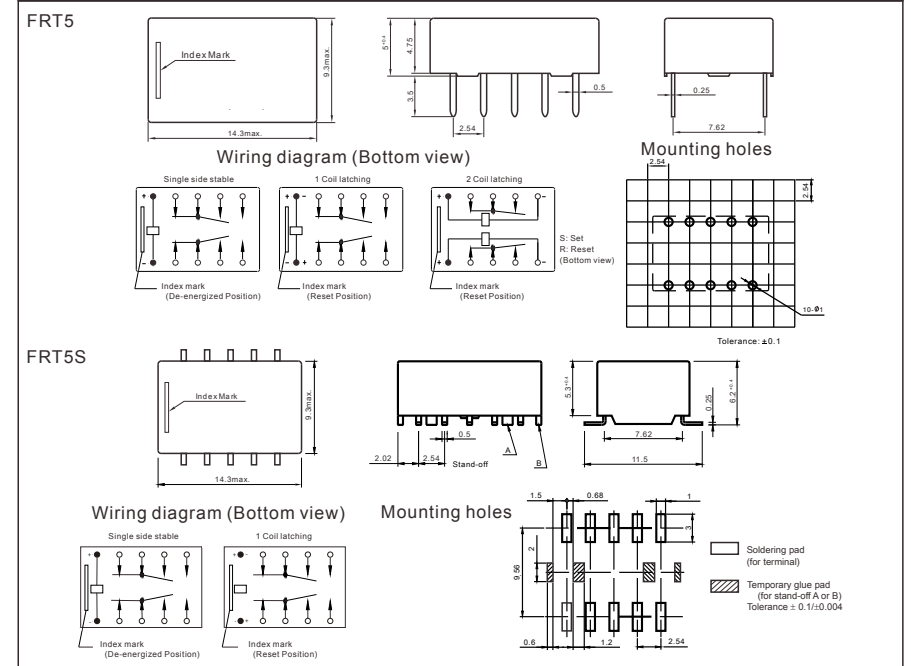 FRT5
Index Mark
9.3max.
14.3max.
5+0.4
4.75
3.5
0.5
2.54
0.25
7.62
Wiring diagram (Bottom view)
Single side stable
1 Coil latching
2 Coil latching
+
-
+ -
- +
-
+
-
+
-
S: Set
R: Reset
(Bottom view)
Index mark
(De-energized Position)
Index mark
(Reset Position)
Index mark
(Reset Position)
Mounting holes
2.54
2.54
10-Ø1
Tolerance: ±0.1
FRT5S
Index Mark
9.3max.
14.3max.
0.5
2.02
2.54
Stand-off
A
B
5.3+0.4
6.2+0.4
0.25
7.62
11.5
Wiring diagram (Bottom view)
Single side stable
1 Coil latching
+
-
+ -
- +
Index mark
(De-energized Position)
Index mark
(Reset Position)
Mounting holes
1.5
0.68
1
3
2
9.56
0.6
1.2
2.54
Soldering pad
(for terminal)
Temporary glue pad
(for stand-off A or B)
Tolerance ± 0.1/±0.004